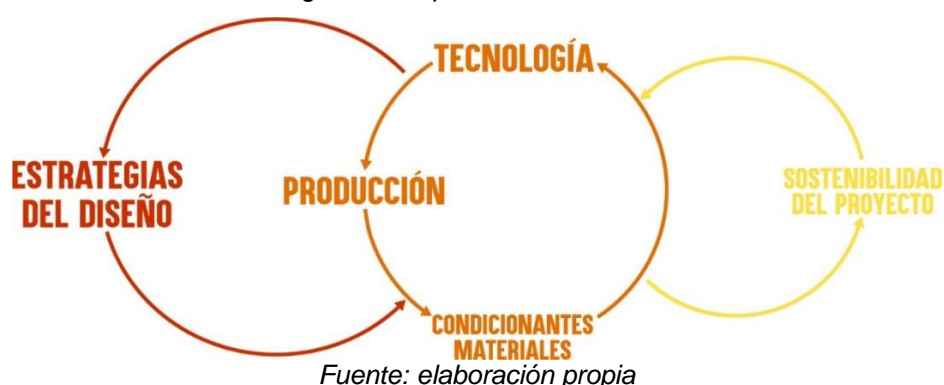 TECNOLOGÍA
ESTRATEGIAS
DEL DISEÑO
PRODUCCIÓN
SOSTENIBILIDAD
DEL PROYECTO
CONDICIONANTES
MATERIALES
Fuente: elaboración propia